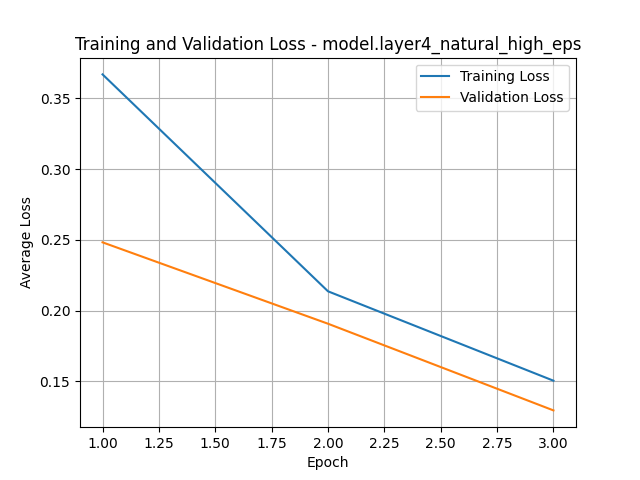 Training and Validation Loss - model.layer4_natural_high_eps
Training Loss
Validation Loss
Average Loss
0.35
0.30
0.25
0.20
0.15
1.00 1.25 1.50 1.75 2.00 2.25 2.50 2.75 3.00
Epoch